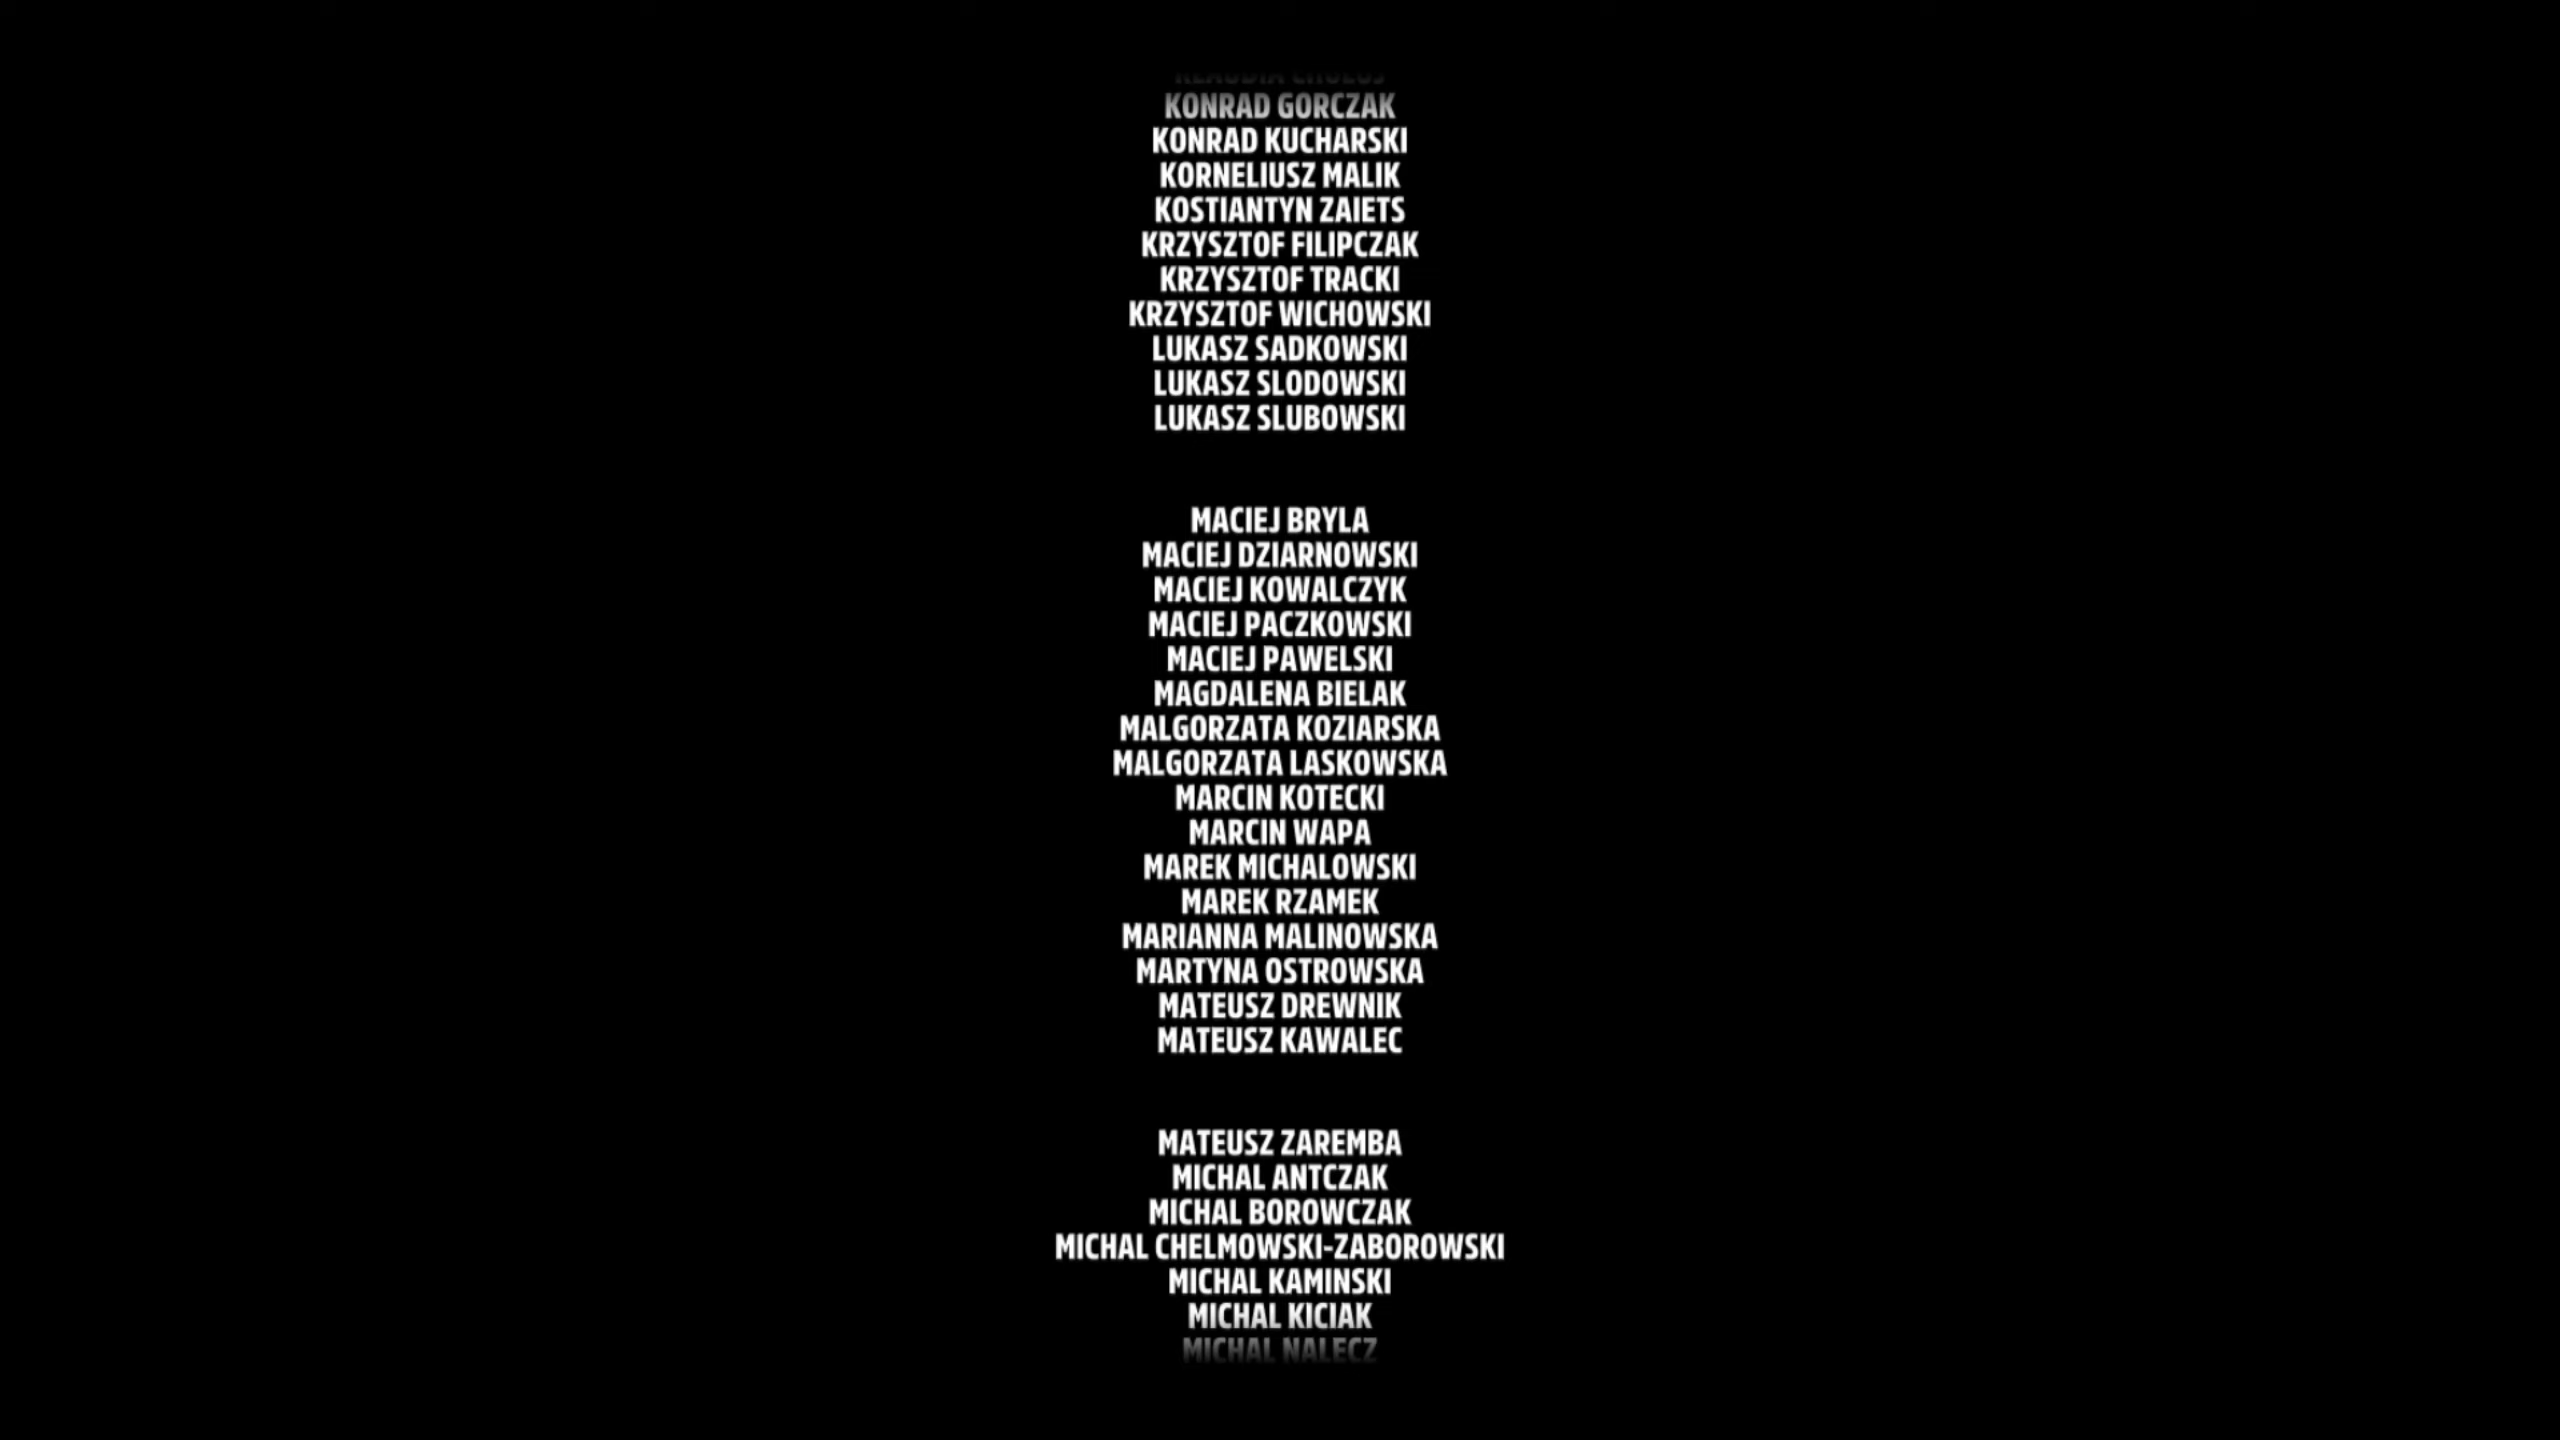 KONRAD GORCZAK
KONRAD KUCHARSKI
KORNELIUSZ MALIK
KOSTIANTYN ZAIETS
KRZYSZTOF FILIPCZAK
KRZYSZTOF TRACKI
KRZYSZTOF WICHOWSKI
LUKASZ SADKOWSKI
LUKASZ SLODOWSKI
LUKASZ SLUBOWSKI
MACIEJ BRYLA
MACIEJ DZIARNOWSKI
MACIEJ KOWALCZYK
MACIEJ PACZKOWSKI
MACIEJ PAWELSKI
MAGDALENA BIELAK
MALGORZATA KOZIARSKA
MALGORZATA LASKOWSKA
MARCIN KOTECKI
MARCIN WAPA
MAREK MICHALOWSKI
MAREK RZAMEK
MARIANNA MALINOWSKA
MARTYNA OSTROWSKA
MATEUSZ DREWNIK
MATEUSZ KAWALEC
MATEUSZ ZAREMBA
MICHAL ANTCZAK
MICHAL BOROWCZAK
MICHAL CHELMOWSKI-ZABOROWSKI
MICHAL KAMINSKI
MICHAL KICIAK
MICHAL NALECZ